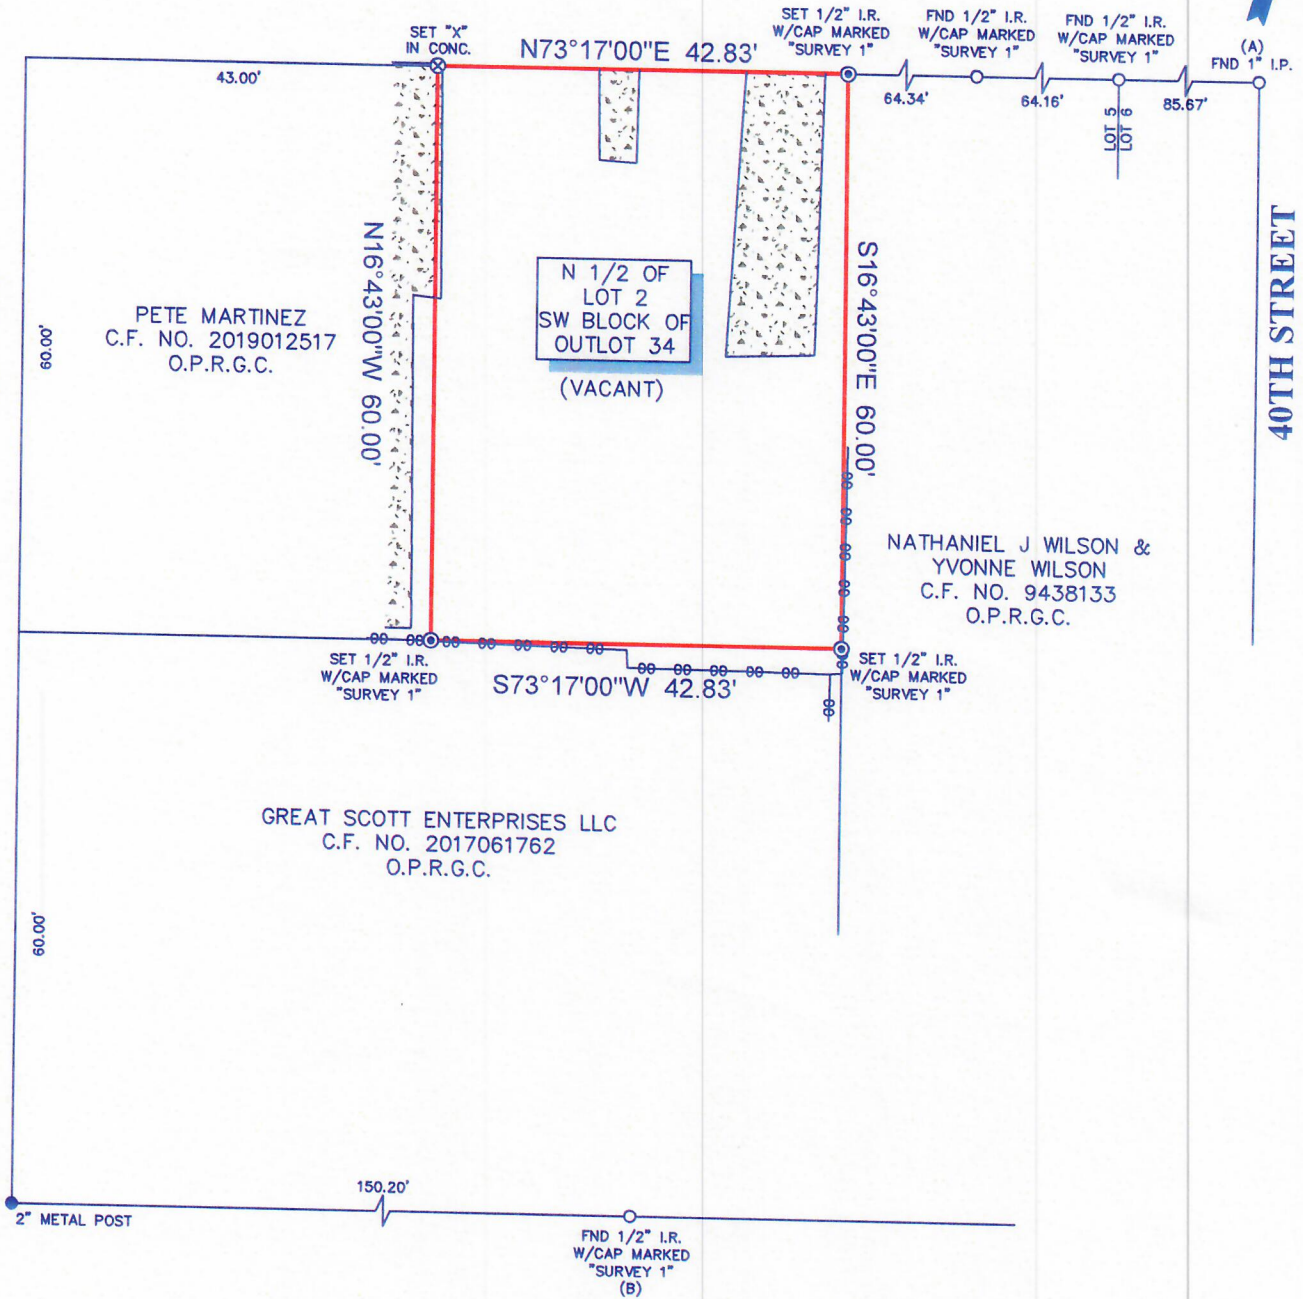 SET "X"
IN CONC.
N73°17'00"E 42.83'
SET 1/2" I.R.
W/CAP MARKED
"SURVEY 1"
FND 1/2" I.R.
W/CAP MARKED
"SURVEY 1"
FND 1/2" I.R.
W/CAP MARKED
"SURVEY 1"
(A)
FND 1" I.P.
43.00'
64.34'
64.16'
85.67'
LOT 5
LOT 6
40TH STREET
60.00'
PETE MARTINEZ
C.F. NO. 2019012517
O.P.R.G.C.
N16°43'00"W 60.00'
N 1/2 OF
LOT 2
SW BLOCK OF
OUTLOT 34
(VACANT)
S16°43'00"E 60.00'
NATHANIEL J WILSON &
YVONNE WILSON
C.F. NO. 9438133
O.P.R.G.C.
SET 1/2" I.R.
W/CAP MARKED
"SURVEY 1"
S73°17'00"W 42.83'
SET 1/2" I.R.
W/CAP MARKED
"SURVEY 1"
GREAT SCOTT ENTERPRISES LLC
C.F. NO. 2017061762
O.P.R.G.C.
60.00'
150.20'
2" METAL POST
FND 1/2" I.R.
W/CAP MARKED
"SURVEY 1"
(B)